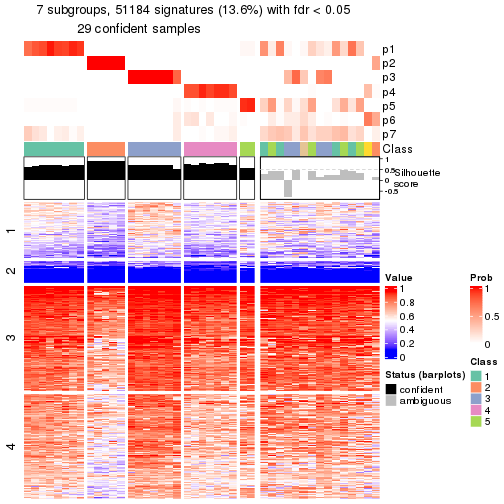 7 subgroups, 51184 signatures (13.6%) with fdr < 0.05
29 confident samples
p1
p2
p3
p4
p5
p6
p7
Class
1
0.5
0
-0.5
Silhouette
score
1
2
3
4
Value
1
0.8
0.6
0.4
0.2
0
Prob
1
0.5
0
Status (barplots)
confident
ambiguous
Class
1
2
3
4
5